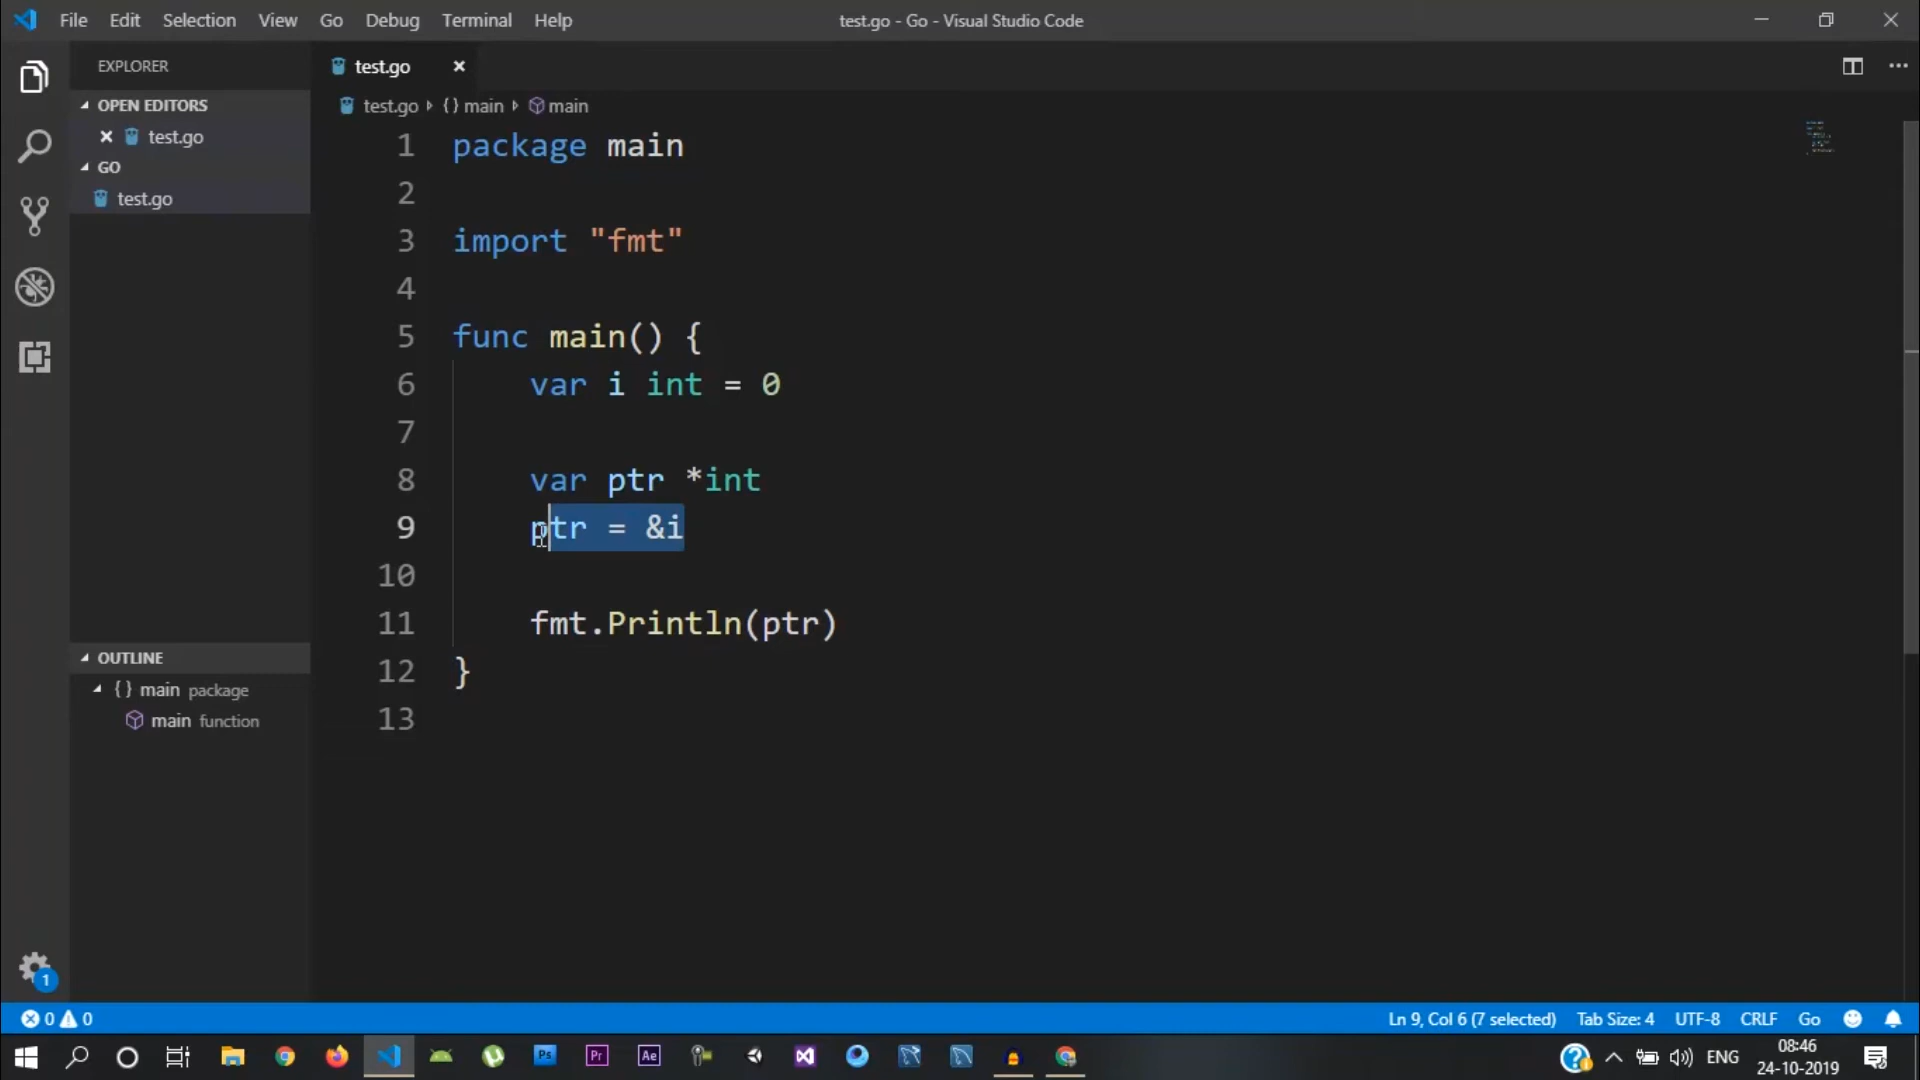 File Edit Selection View Go Debug Terminal Help
test.go - Go - Visual Studio Code
EXPLORER
OPEN EDITORS
test.go
GO
test.go
OUTLINE
{} main package
main function
1
test.go
test.go {} main main
1 package main
2
3 import "fmt"
4
5 func main() {
6 var i int = 0
7
8 var ptr *int
9 ptr = &i
10
11 fmt.Println(ptr)
12 }
13
0 0
Ln 9, Col 6 (7 selected) Tab Size: 4 UTF-8 CRLF Go
Ps Pr Ae
ENG
08:46
24-10-2019